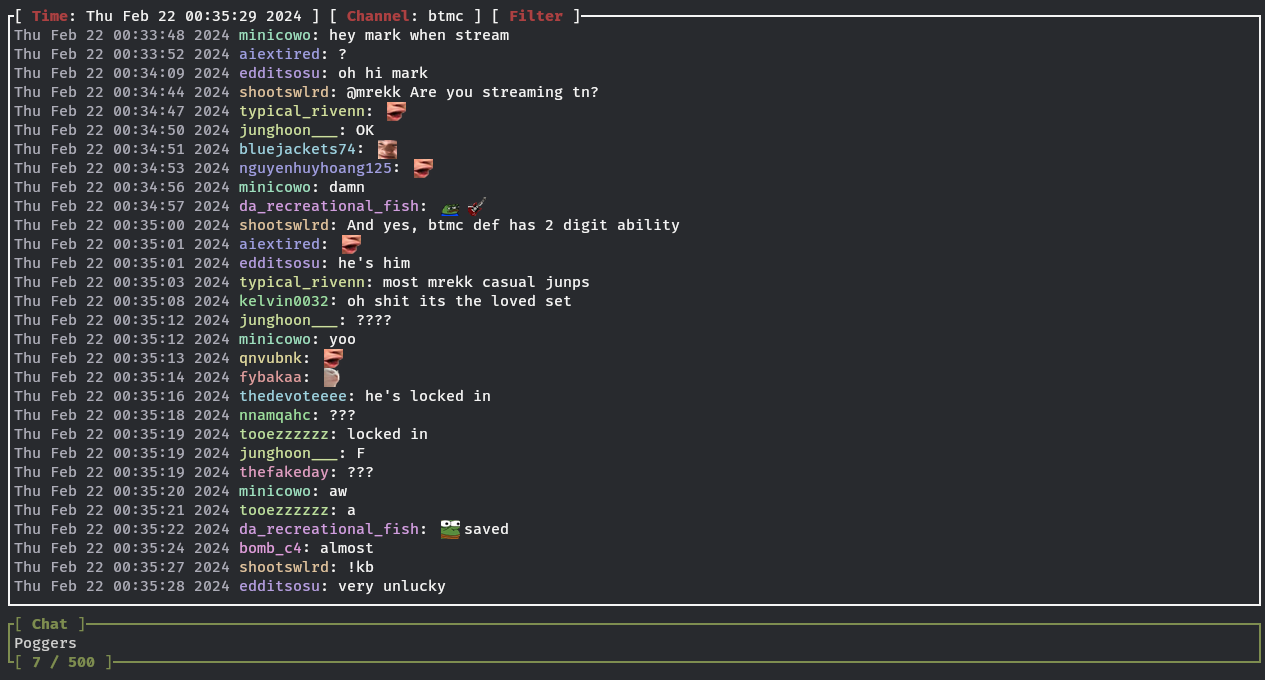 [ Time: Thu Feb 22 00:35:29 2024 ] [ Channel: btmc ] [ Filter ]
Thu Feb 22 00:33:48 2024 minicowo: hey mark when stream
Thu Feb 22 00:33:52 2024 aiextired: ?
Thu Feb 22 00:34:09 2024 edditsosu: oh hi mark
Thu Feb 22 00:34:44 2024 shootswlrd: @mrekk Are you streaming tn?
Thu Feb 22 00:34:47 2024 typical_rivenn:
Thu Feb 22 00:34:50 2024 junghoon___: OK
Thu Feb 22 00:34:51 2024 bluejackets74:
Thu Feb 22 00:34:53 2024 nguyenhuyhoang125:
Thu Feb 22 00:34:56 2024 minicowo: damn
Thu Feb 22 00:34:57 2024 da_recreational_fish:
Thu Feb 22 00:35:00 2024 shootswlrd: And yes, btmc def has 2 digit ability
Thu Feb 22 00:35:01 2024 aiextired:
Thu Feb 22 00:35:01 2024 edditsosu: he's him
Thu Feb 22 00:35:03 2024 typical_rivenn: most mrekk casual junps
Thu Feb 22 00:35:08 2024 kelvin0032: oh shit its the loved set
Thu Feb 22 00:35:12 2024 junghoon___: ????
Thu Feb 22 00:35:12 2024 minicowo: yoo
Thu Feb 22 00:35:13 2024 qnvubnk:
Thu Feb 22 00:35:14 2024 fybakaa:
Thu Feb 22 00:35:16 2024 thedevoteeee: he's locked in
Thu Feb 22 00:35:18 2024 nnamqahc: ???
Thu Feb 22 00:35:19 2024 tooezzzzzz: locked in
Thu Feb 22 00:35:19 2024 junghoon___: F
Thu Feb 22 00:35:19 2024 thefakeday: ???
Thu Feb 22 00:35:20 2024 minicowo: aw
Thu Feb 22 00:35:21 2024 tooezzzzzz: a
Thu Feb 22 00:35:22 2024 da_recreational_fish: saved
Thu Feb 22 00:35:24 2024 bomb_c4: almost
Thu Feb 22 00:35:27 2024 shootswlrd: !kb
Thu Feb 22 00:35:28 2024 edditsosu: very unlucky
[ Chat ]
Poggers
[ 7 / 500 ]